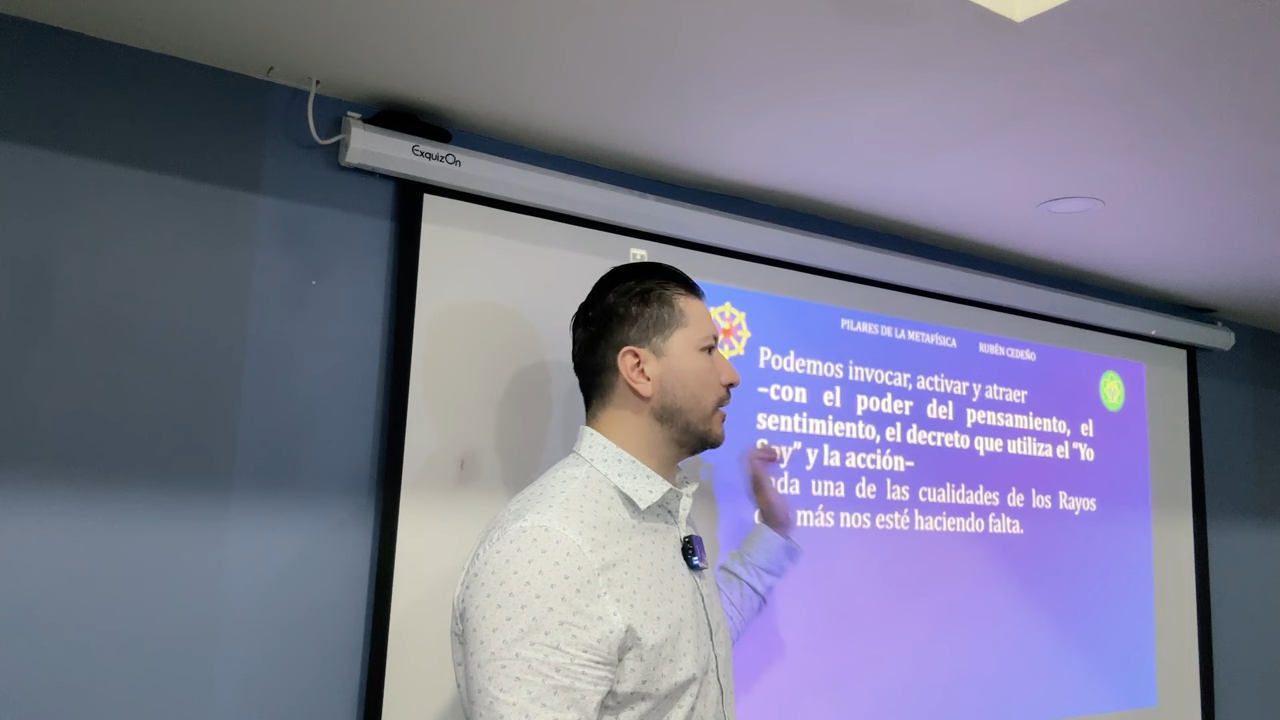 ExquizOn
PILARES DE LA METAFÍSICA RUBÉN CEDEÑO
Podemos invocar, activar y atraer
–con el poder del pensamiento, el
sentimiento, el decreto que utiliza el "Yo
Soy" y la acción–
una de las cualidades de los Rayos
más nos esté haciendo falta.